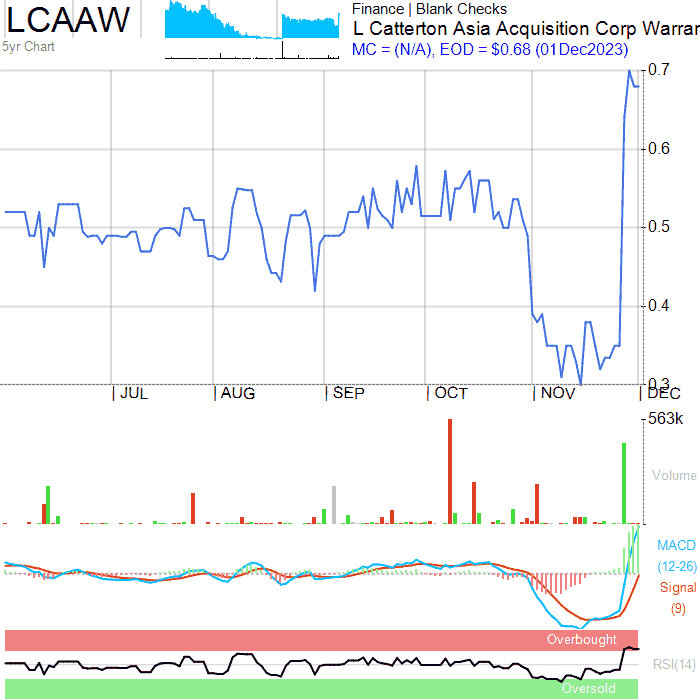 LCAAW
5yr Chart
Finance | Blank Checks
L Catterton Asia Acquisition Corp Warran
MC = (N/A), EOD = $0.68 (01Dec2023)
0.7
0.6
0.5
0.4
0.3
JUL AUG SEP OCT NOV DEC
563k
Volume
MACD
(12-26)
Signal
(9)
Overbought
RSI(14)
Oversold